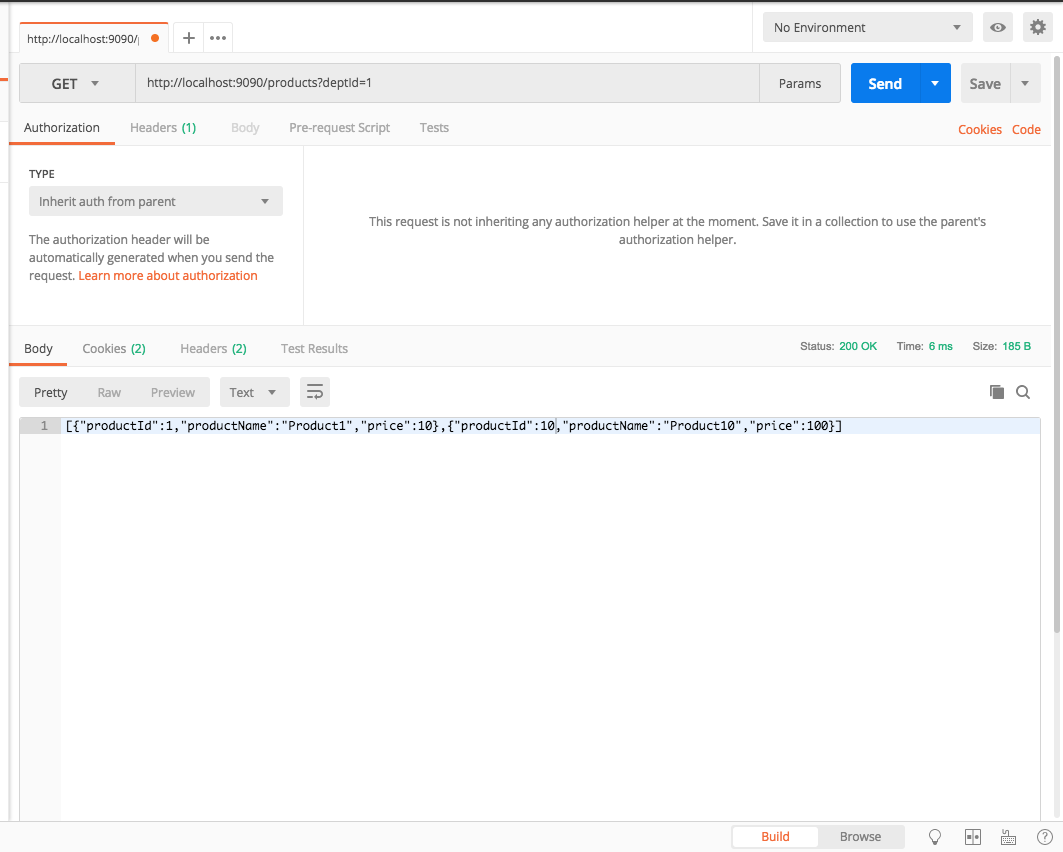 http://localhost:9090/
No Environment
GET
http://localhost:9090/products?deptId=1
Params
Send
Save
Authorization
Headers (1)
Body
Pre-request Script
Tests
Cookies
Code
TYPE
Inherit auth from parent
The authorization header will be
automatically generated when you send the
request. Learn more about authorization
This request is not inheriting any authorization helper at the moment. Save it in a collection to use the parent's
authorization helper.
Body
Cookies (2)
Headers (2)
Test Results
Status: 200 OK
Time: 6 ms
Size: 185 B
Pretty
Raw
Preview
Text
1
[{"productId":1,"productName":"Product1","price":10},{"productId":10,"productName":"Product10","price":100}]
Build
Browse